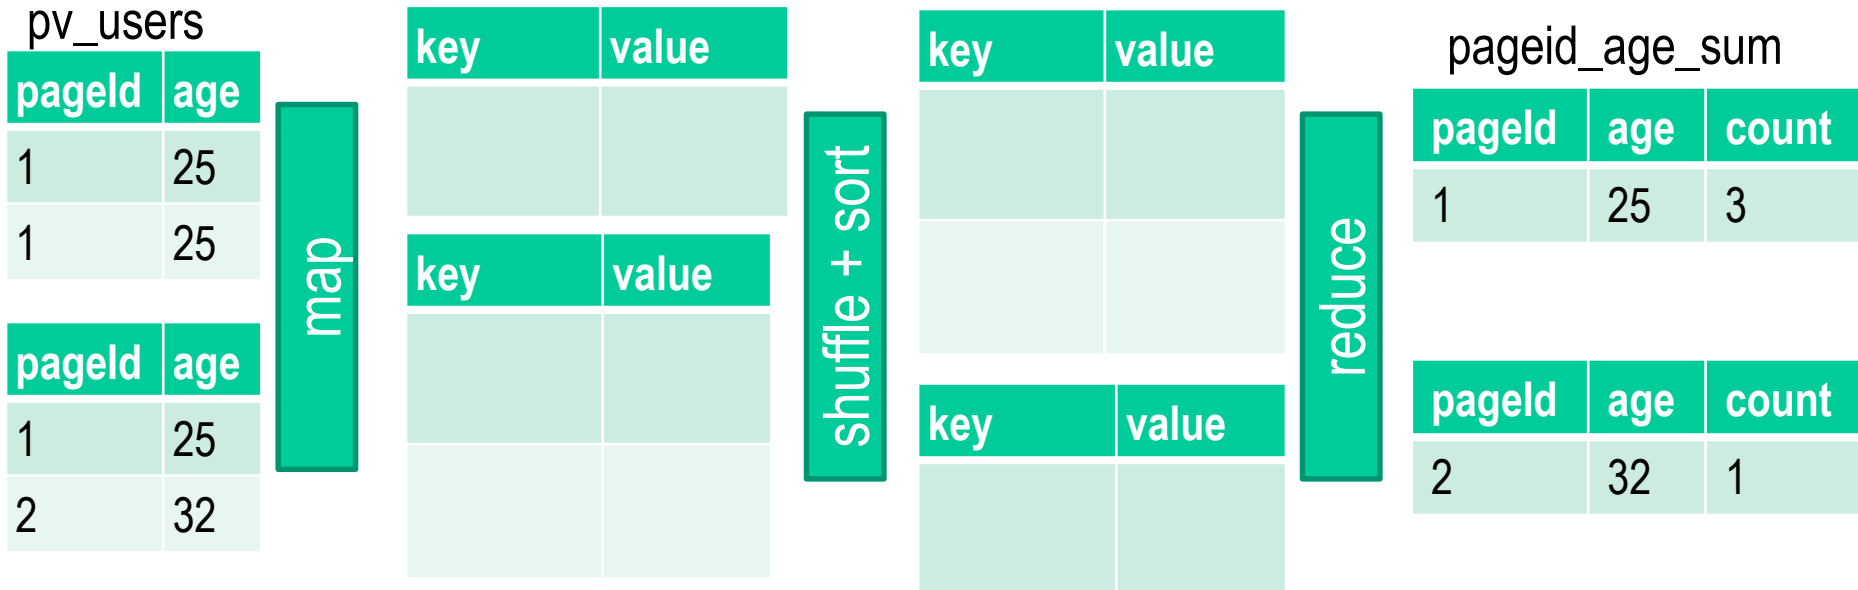 pv_users
pageId age
1 25
1 25
pageId age
1 25
2 32
map
key value
key value
shuffle + sort
key value
key value
reduce
pageid_age_sum
pageId age count
1 25 3
pageId age count
2 32 1